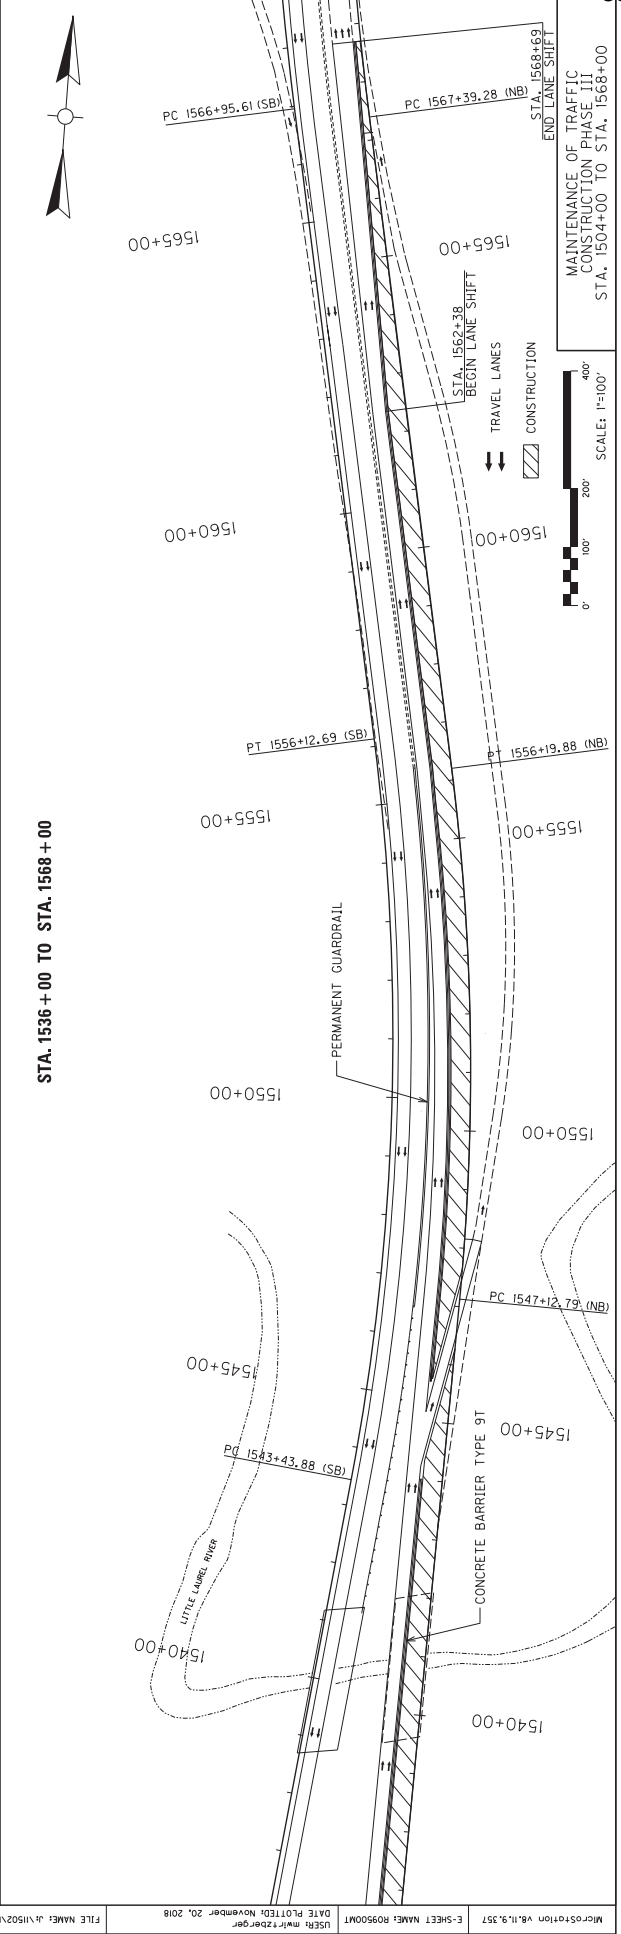 STA. 1536 + 00 TO STA. 1568 + 00
PC 1566+95.61 (SB)
PC 1567+39.28 (NB)
STA. 1568+69
END LANE SHIFT
MAINTENANCE OF TRAFFIC
CONSTRUCTION PHASE III
STA. 1504+00 TO STA. 1568+00
1565+00
1565+00
STA. 1562+38
BEGIN LANE SHIFT
TRAVEL LANES
CONSTRUCTION
0'
100'
200'
400'
SCALE: 1"=100'
1560+00
1560+00
PT 1556+12.69 (SB)
PT 1556+19.88 (NB)
1555+00
1555+00
PERMANENT GUARDRAIL
1550+00
1550+00
PC 1547+12.79 (NB)
1545+00
1545+00
PC 1543+43.88 (SB)
CONCRETE BARRIER TYPE 9T
LITTLE LAUREL RIVER
1540+00
1540+00
FILE NAME: J:\11502\
USER: mwirtzberger
DATE PLOTTED: November 20, 2018
E-SHEET NAME: R09500MT
MicroStation v8.11.9.357